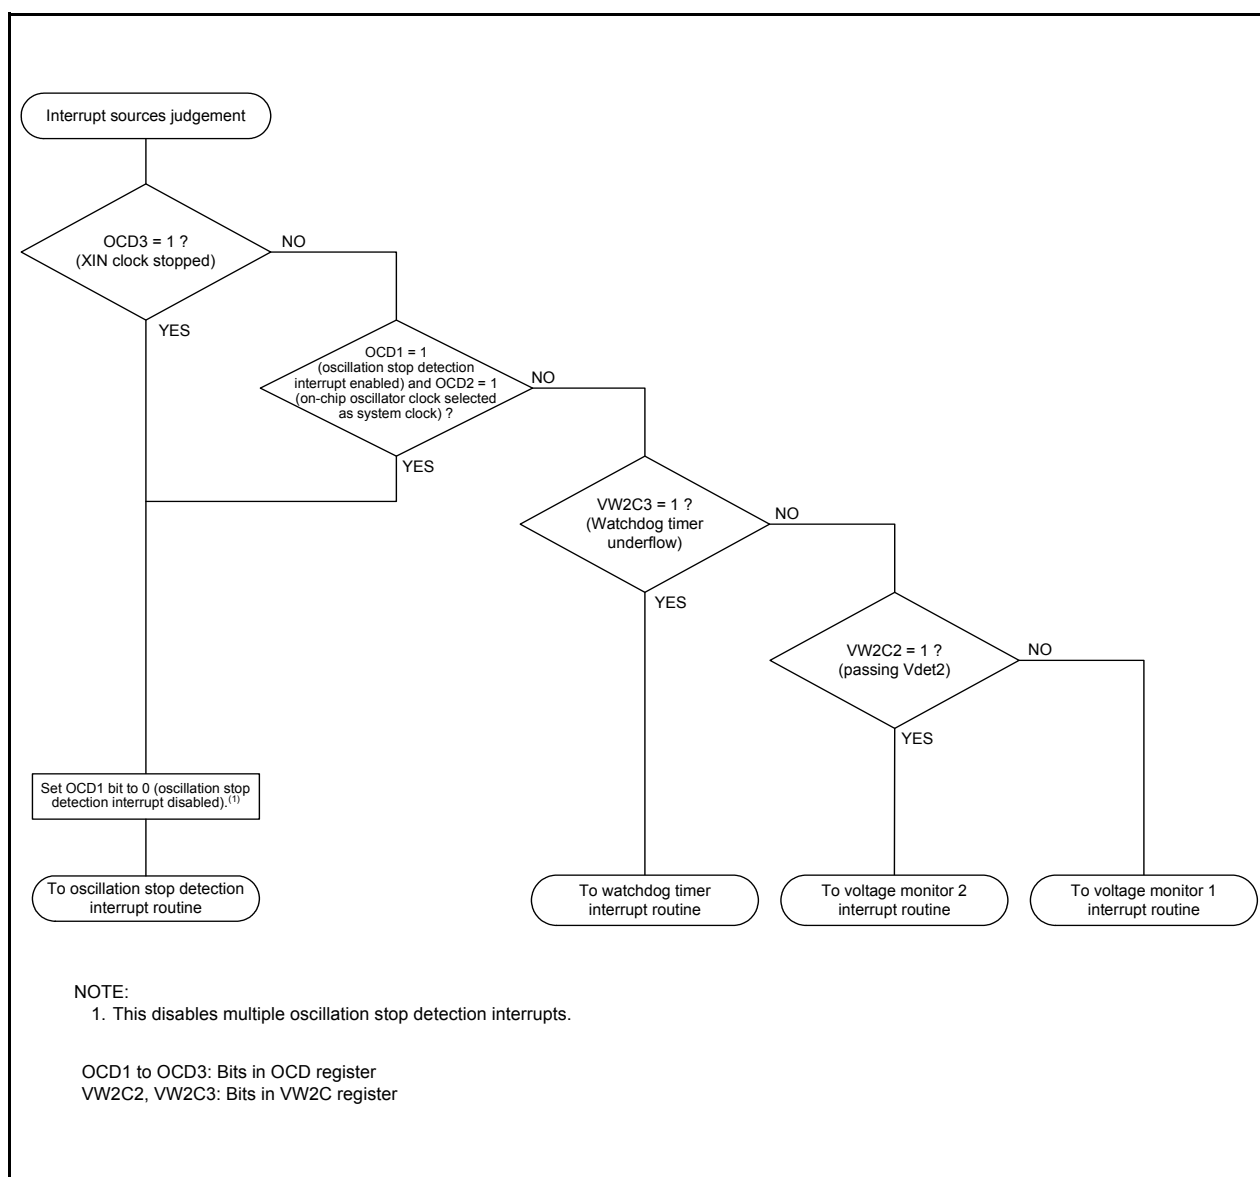 Interrupt sources judgement
OCD3 = 1 ?
(XIN clock stopped)
NO
YES
OCD1 = 1
(oscillation stop detection
interrupt enabled) and OCD2 = 1
(on-chip oscillator clock selected
as system clock) ?
NO
YES
VW2C3 = 1 ?
(Watchdog timer
underflow)
NO
YES
VW2C2 = 1 ?
(passing Vdet2)
NO
YES
Set OCD1 bit to 0 (oscillation stop
detection interrupt disabled).(1)
To oscillation stop detection
interrupt routine
To watchdog timer
interrupt routine
To voltage monitor 2
interrupt routine
To voltage monitor 1
interrupt routine
NOTE:
1. This disables multiple oscillation stop detection interrupts.
OCD1 to OCD3: Bits in OCD register
VW2C2, VW2C3: Bits in VW2C register